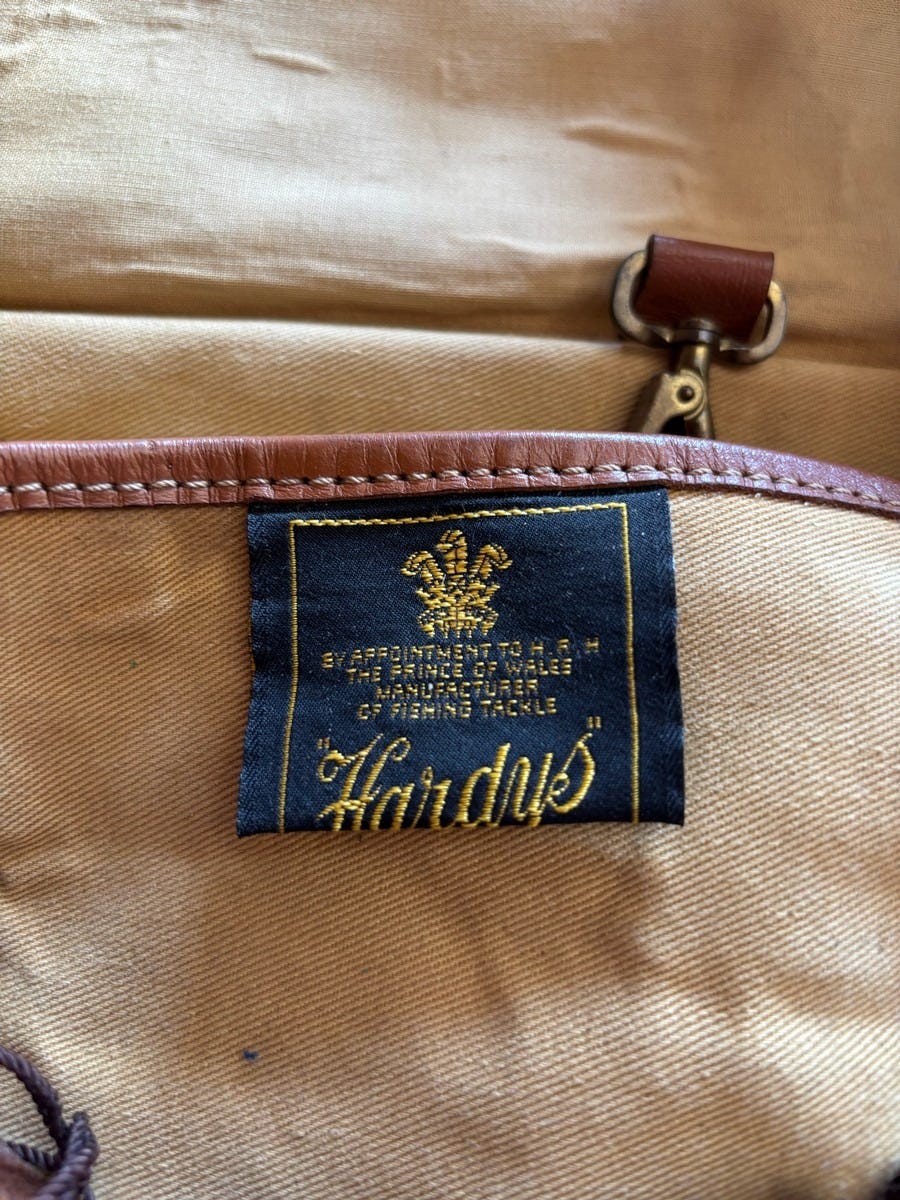 BY APPOINTMENT TO H.R.H
THE PRINCE OF WALES
MANUFACTURER
OF FISHING TACKLE
"Hardys"